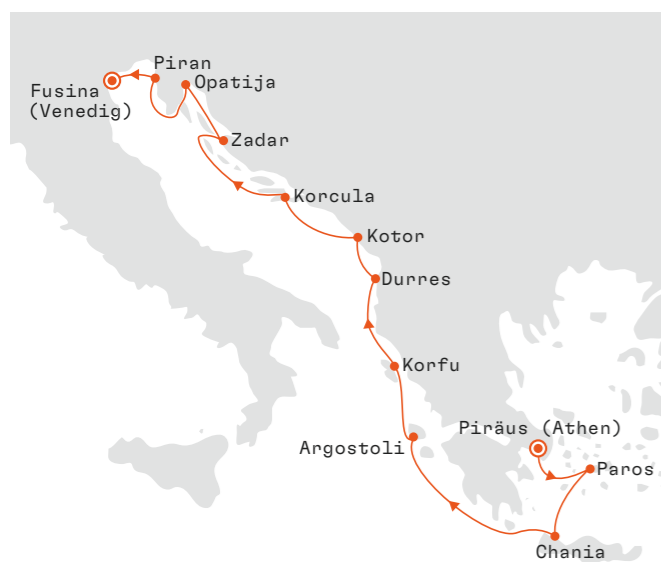 Piran
Fusina
(Venedig)
Opatija
Zadar
Korcula
Kotor
Durres
Korfu
Piräus (Athen)
Argostoli
Paros
Chania